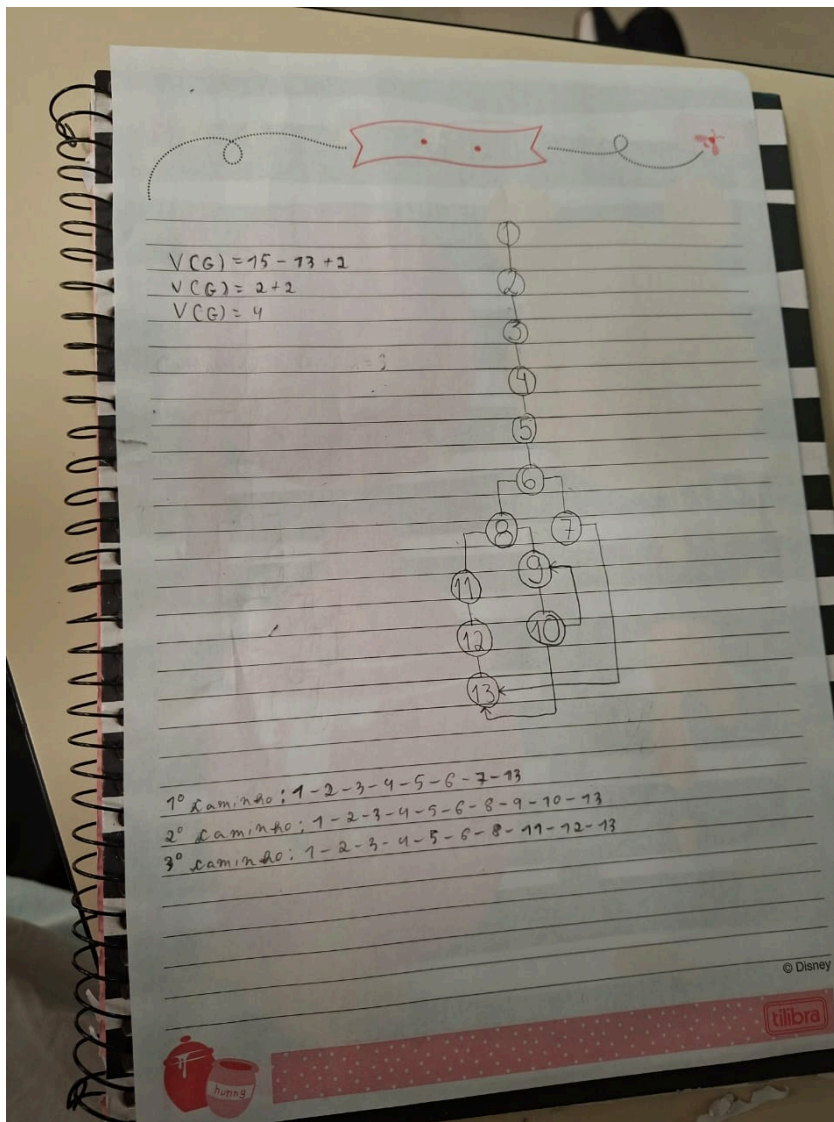 V(G) = 15 - 13 + 2
V(G) = 2 + 2
V(G) = 4
1
2
3
4
5
6
8 7
9
11
10
12
13
1º caminho: 1-2-3-4-5-6-7-13
2º caminho: 1-2-3-4-5-6-8-9-10-13
3º caminho: 1-2-3-4-5-6-8-11-12-13
© Disney
tilibra
hunny